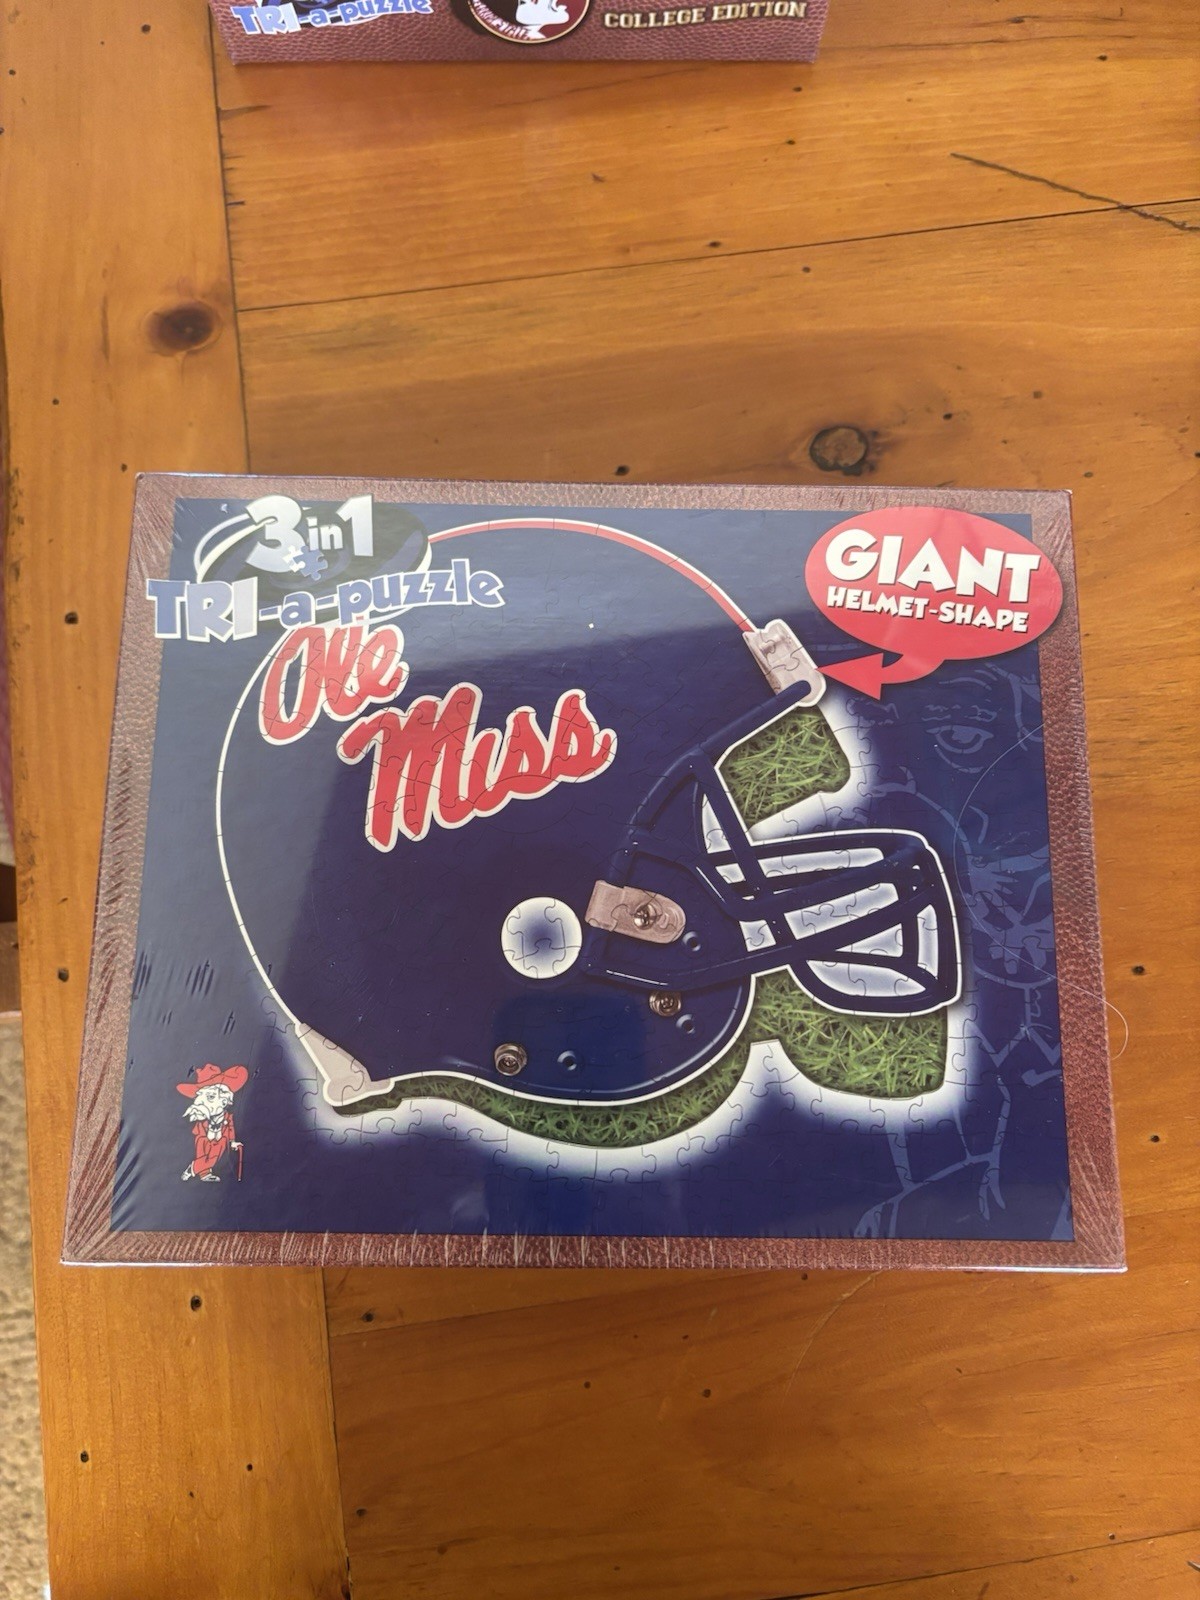 TRI-a-puzzle
COLLEGE EDITION
3 in 1
TRI-a-puzzle
GIANT
HELMET-SHAPE
Ole
Miss